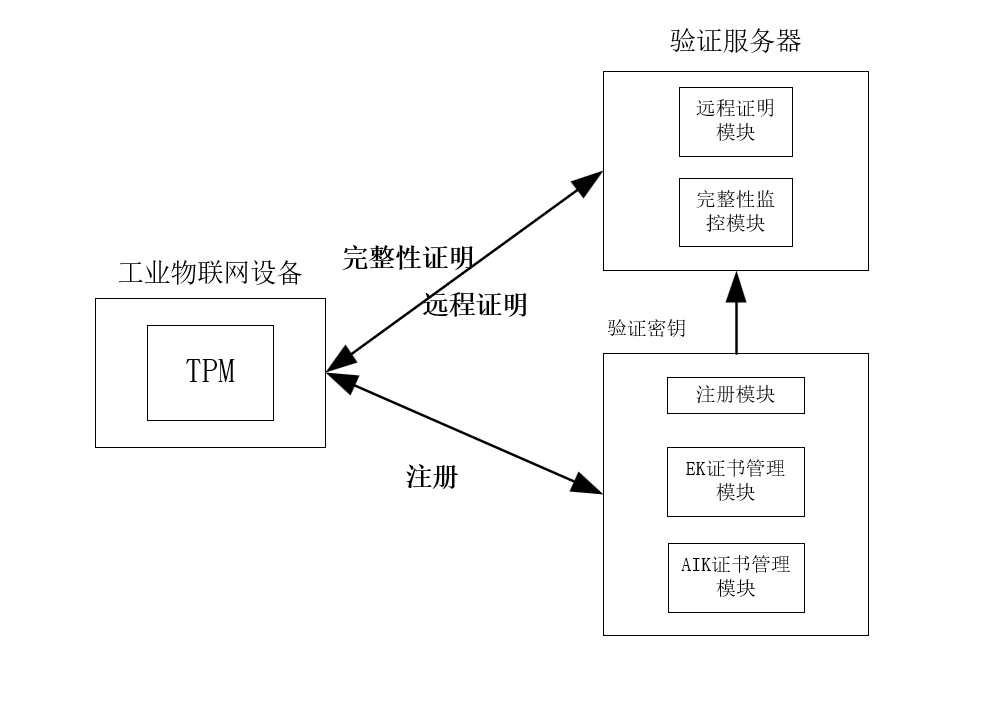 验证服务器
远程证明
模块
完整性监
控模块
完整性证明
远程证明
工业物联网设备
TPM
验证密钥
注册模块
注册
EK证书管理
模块
AIK证书管理
模块